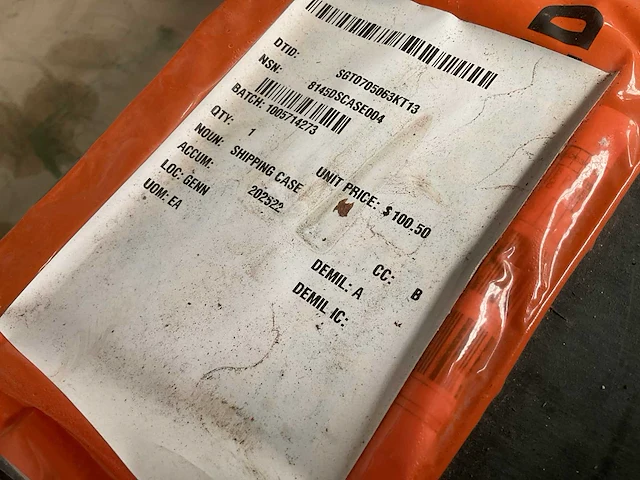 D
DTID: SGT0705063KT13
NSN: 8145DSCASE004
BATCH: 1005714273
QTY: 1 UNIT PRICE: $100.50
NOUN: SHIPPING CASE
ACCUM: 202522 CC: B
LOC: GENN DEMIL: A
UOM: EA DEMIL IC: